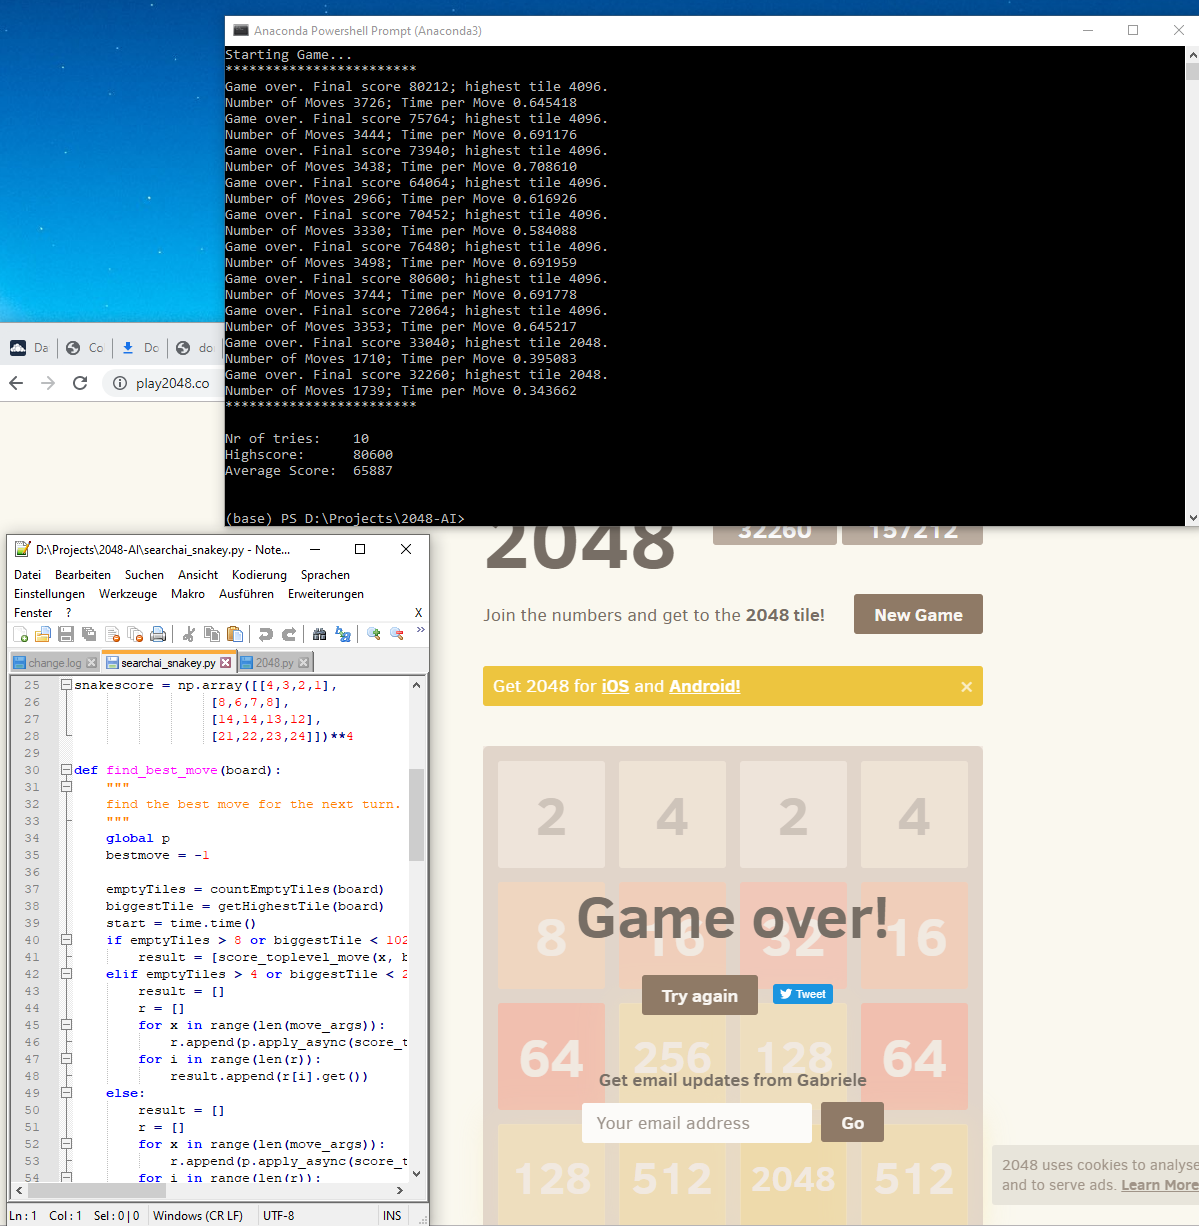 Anaconda Powershell Prompt (Anaconda3)
Starting Game...
************************
Game over. Final score 80212; highest tile 4096.
Number of Moves 3726; Time per Move 0.645418
Game over. Final score 75764; highest tile 4096.
Number of Moves 3444; Time per Move 0.691176
Game over. Final score 73940; highest tile 4096.
Number of Moves 3438; Time per Move 0.708610
Game over. Final score 64064; highest tile 4096.
Number of Moves 2966; Time per Move 0.616926
Game over. Final score 70452; highest tile 4096.
Number of Moves 3330; Time per Move 0.584088
Game over. Final score 76480; highest tile 4096.
Number of Moves 3498; Time per Move 0.691959
Game over. Final score 80600; highest tile 4096.
Number of Moves 3744; Time per Move 0.691778
Game over. Final score 72064; highest tile 4096.
Number of Moves 3353; Time per Move 0.645217
Game over. Final score 33040; highest tile 2048.
Number of Moves 1710; Time per Move 0.395083
Game over. Final score 32260; highest tile 2048.
Number of Moves 1739; Time per Move 0.343662
************************
Nr of tries: 10
Highscore: 80600
Average Score: 65887
(base) PS D:\Projects\2048-AI>
Da Co Do do
play2048.co
D:\Projects\2048-AI\searchai_snakey.py - Note...
Datei Bearbeiten Suchen Ansicht Kodierung Sprachen
Einstellungen Werkzeuge Makro Ausführen Erweiterungen
Fenster ? X
change.log searchai_snakey.py 2048.py
25 snakescore = np.array([[4,3,2,1],
26 [8,6,7,8],
27 [14,14,13,12],
28 [21,22,23,24]])**4
29
30 def find_best_move(board):
31 """
32 find the best move for the next turn.
33 """
34 global p
35 bestmove = -1
36
37 emptyTiles = countEmptyTiles(board)
38 biggestTile = getHighestTile(board)
39 start = time.time()
40 if emptyTiles > 8 or biggestTile < 102
41 result = [score_toplevel_move(x, b
42 elif emptyTiles > 4 or biggestTile < 2
43 result = []
44 r = []
45 for x in range(len(move_args)):
46 r.append(p.apply_async(score_t
47 for i in range(len(r)):
48 result.append(r[i].get())
49 else:
50 result = []
51 r = []
52 for x in range(len(move_args)):
53 r.append(p.apply_async(score_t
54 for i in range(len(r)):
Ln : 1 Col : 1 Sel : 0 | 0 Windows (CR LF) UTF-8 INS
2048 32260 157212
Join the numbers and get to the 2048 tile! New Game
Get 2048 for iOS and Android! ×
2 4 2 4
8 16 32 16
Game over!
Try again Tweet
64 256 128 64
Get email updates from Gabriele
Your email address Go
128 512 2048 512
2048 uses cookies to analyse
and to serve ads. Learn More